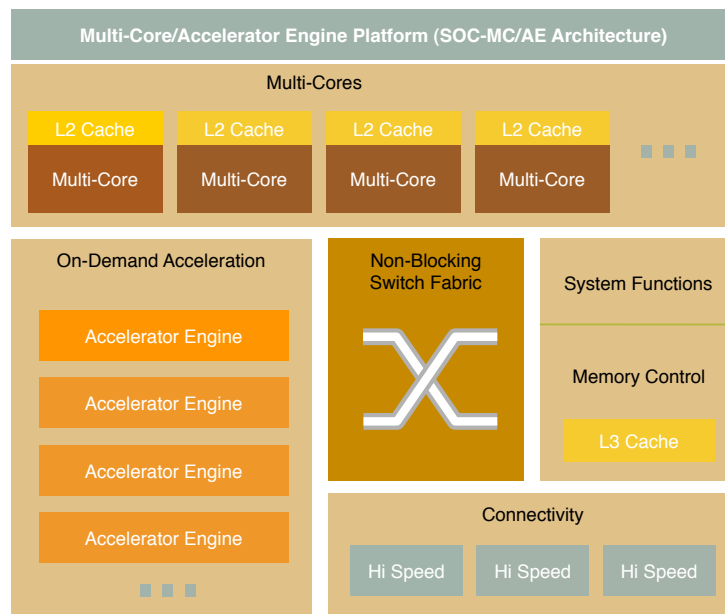 Multi-Core/Accelerator Engine Platform (SOC-MC/AE Architecture)
Multi-Cores
L2 Cache
Multi-Core
L2 Cache
Multi-Core
L2 Cache
Multi-Core
L2 Cache
Multi-Core
On-Demand Acceleration
Accelerator Engine
Accelerator Engine
Accelerator Engine
Accelerator Engine
Non-Blocking
Switch Fabric
System Functions
Memory Control
L3 Cache
Connectivity
Hi Speed
Hi Speed
Hi Speed